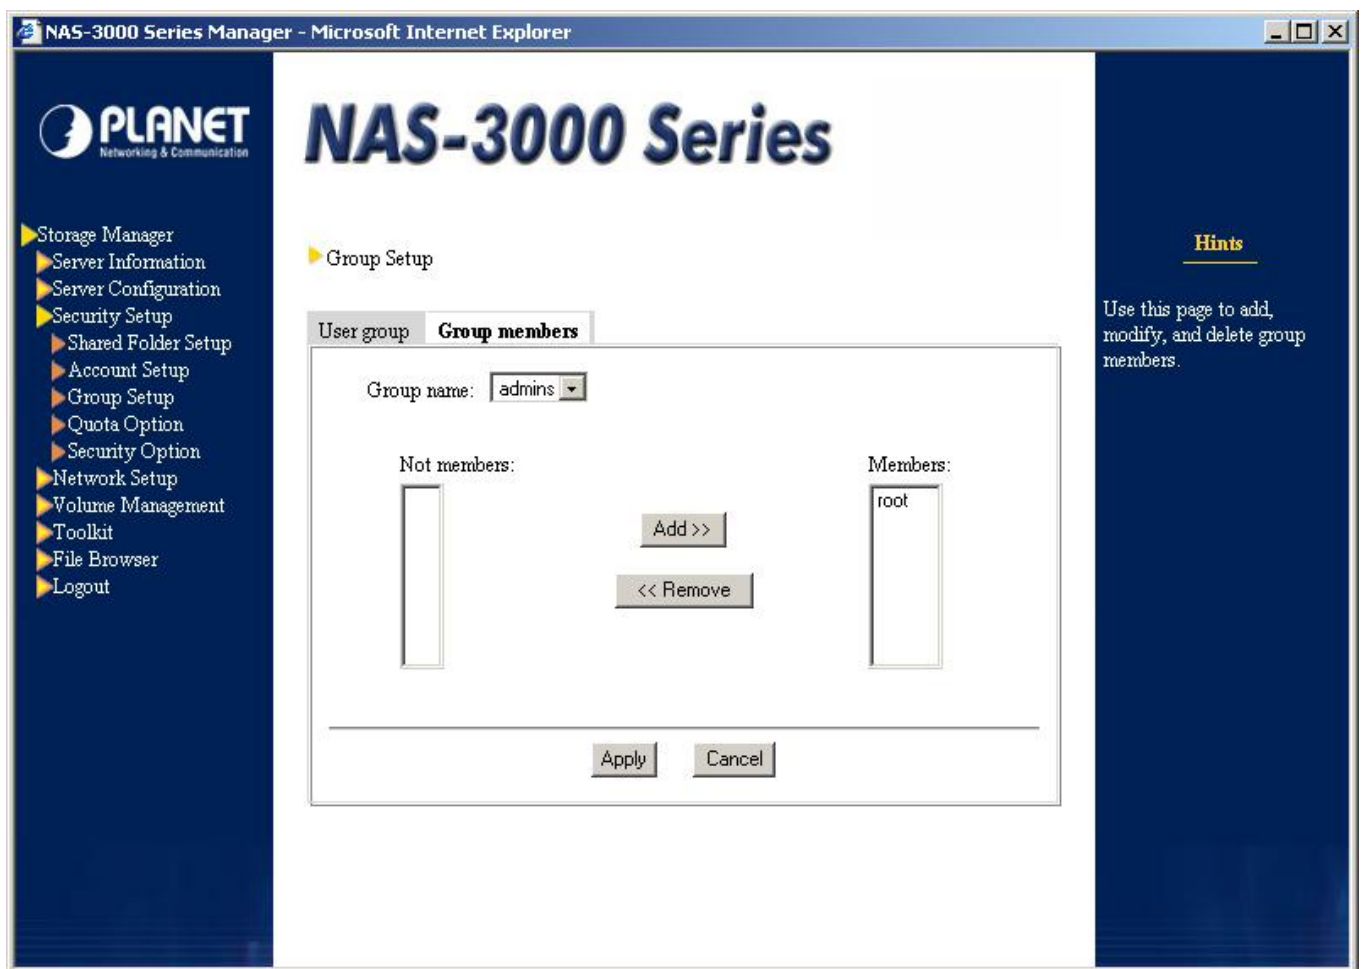 NAS-3000 Series Manager - Microsoft Internet Explorer
PLANET
Networking & Communication
NAS-3000 Series
Storage Manager
Server Information
Server Configuration
Security Setup
Shared Folder Setup
Account Setup
Group Setup
Quota Option
Security Option
Network Setup
Volume Management
Toolkit
File Browser
Logout
Group Setup
User group Group members
Group name: admins
Not members: Members:
root
Add >>
<< Remove
Apply Cancel
Hints
Use this page to add,
modify, and delete group
members.